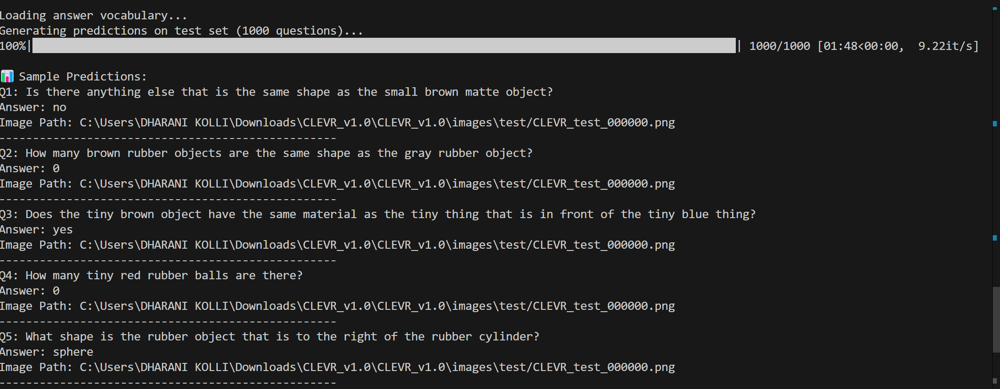 Loading answer vocabulary...
Generating predictions on test set (1000 questions)...
100%| | 1000/1000 [01:48<00:00,  9.22it/s]
📊 Sample Predictions:
Q1: Is there anything else that is the same shape as the small brown matte object?
Answer: no
Image Path: C:\Users\DHARANI KOLLI\Downloads\CLEVR_v1.0\CLEVR_v1.0\images\test/CLEVR_test_000000.png
--------------------------------------------------
Q2: How many brown rubber objects are the same shape as the gray rubber object?
Answer: 0
Image Path: C:\Users\DHARANI KOLLI\Downloads\CLEVR_v1.0\CLEVR_v1.0\images\test/CLEVR_test_000000.png
--------------------------------------------------
Q3: Does the tiny brown object have the same material as the tiny thing that is in front of the tiny blue thing?
Answer: yes
Image Path: C:\Users\DHARANI KOLLI\Downloads\CLEVR_v1.0\CLEVR_v1.0\images\test/CLEVR_test_000000.png
--------------------------------------------------
Q4: How many tiny red rubber balls are there?
Answer: 0
Image Path: C:\Users\DHARANI KOLLI\Downloads\CLEVR_v1.0\CLEVR_v1.0\images\test/CLEVR_test_000000.png
--------------------------------------------------
Q5: What shape is the rubber object that is to the right of the rubber cylinder?
Answer: sphere
Image Path: C:\Users\DHARANI KOLLI\Downloads\CLEVR_v1.0\CLEVR_v1.0\images\test/CLEVR_test_000000.png
--------------------------------------------------